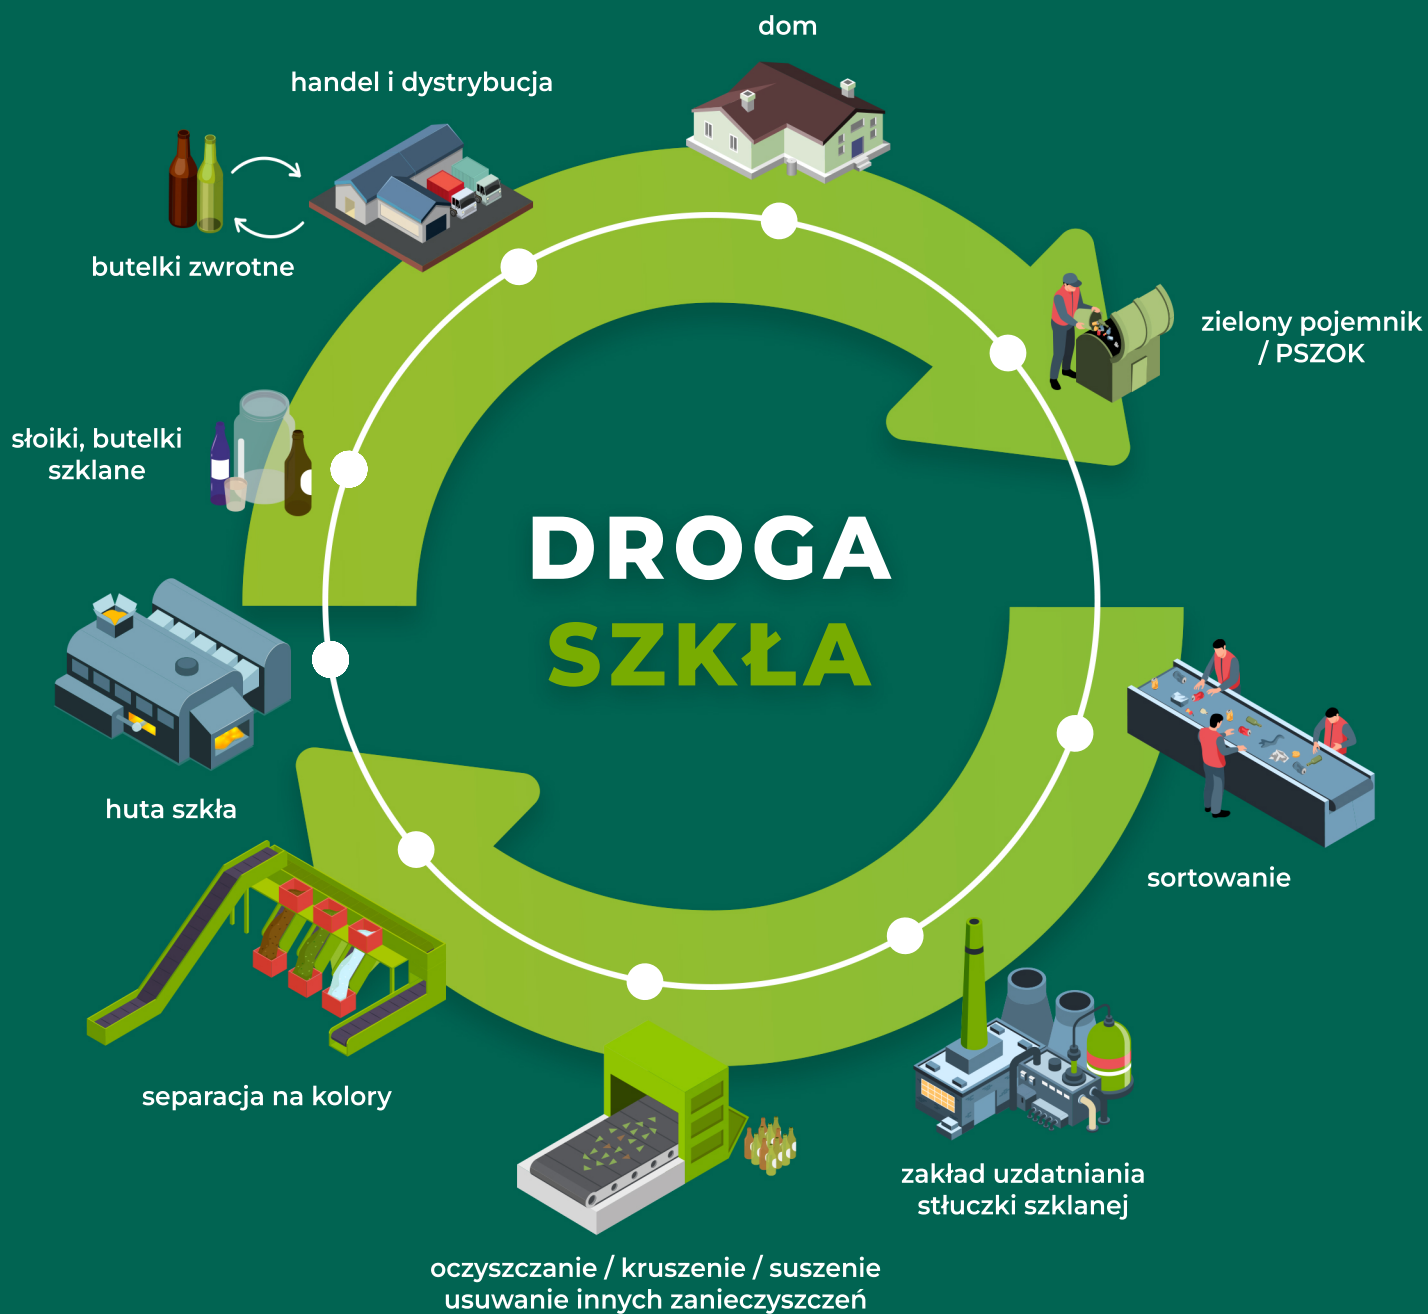 dom
handel i dystrybucja
butelki zwrotne
zielony pojemnik
/ PSZOK
słoiki, butelki
szklane
DROGA
SZKŁA
huta szkła
sortowanie
separacja na kolory
zakład uzdatniania
stłuczki szklanej
oczyszczanie / kruszenie / suszenie
usuwanie innych zanieczyszczeń